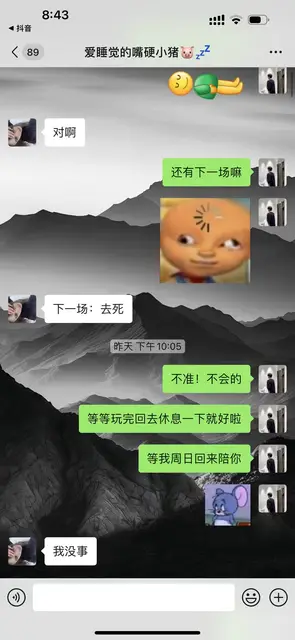 8:43
抖音
89
爱睡觉的嘴硬小猪🐷💤
对啊
还有下一场嘛
下一场：去死
昨天 下午 10:05
不准！不会的
等等玩完回去休息一下就好啦
等我周日回来陪你
我没事